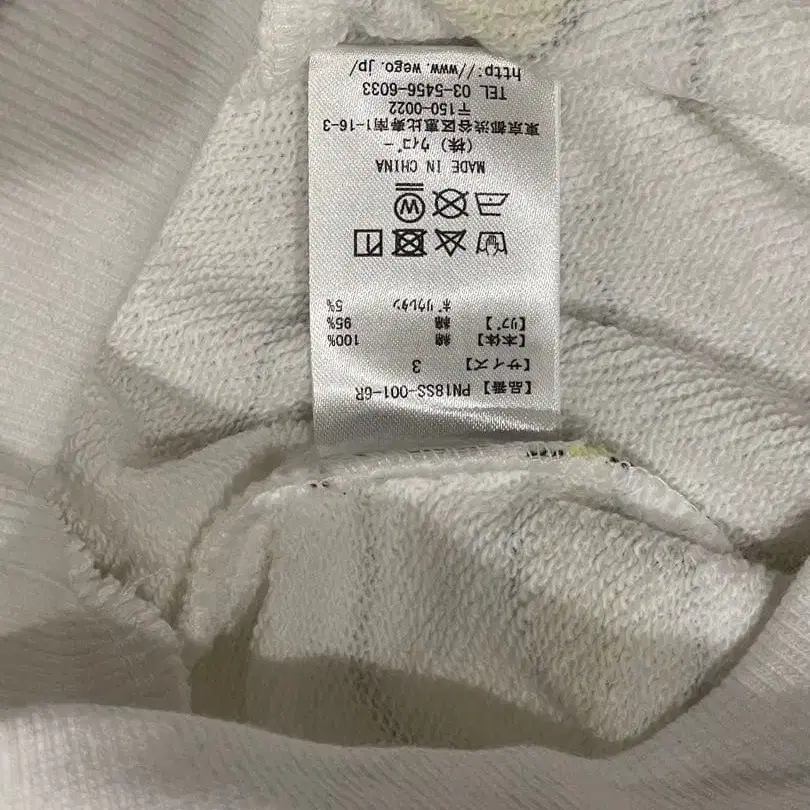 【品番】 PN18SS-001-6R
【サイズ】 3
【本体】 綿 100%
【リブ】 綿 95%
ポリウレタン 5%
MADE IN CHINA
(株) ウィゴー
東京都渋谷区恵比寿南1-16-3
〒150-0022
TEL 03-5456-6033
http://www.wego.jp/